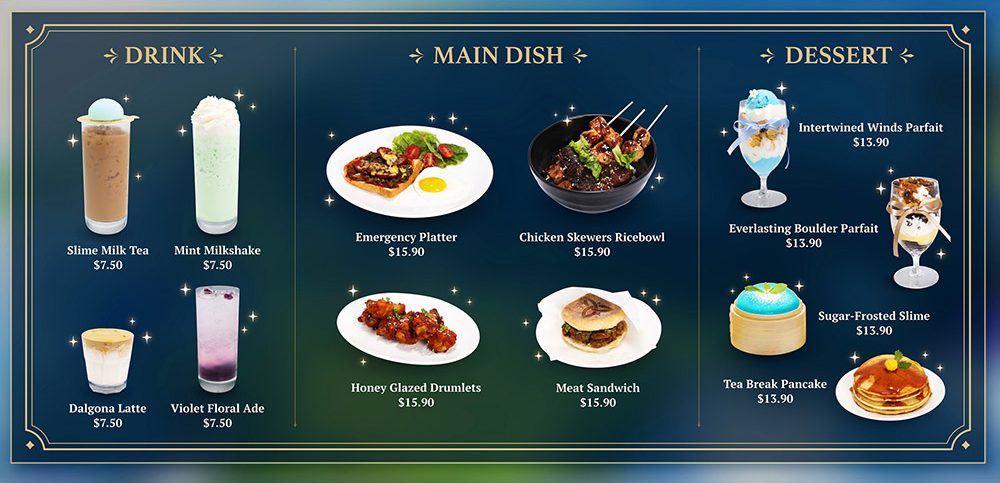 DRINK
Slime Milk Tea
$7.50
Mint Milkshake
$7.50
Dalgona Latte
$7.50
Violet Floral Ade
$7.50
MAIN DISH
Emergency Platter
$15.90
Chicken Skewers Ricebowl
$15.90
Honey Glazed Drumlets
$15.90
Meat Sandwich
$15.90
DESSERT
Intertwined Winds Parfait
$13.90
Everlasting Boulder Parfait
$13.90
Sugar-Frosted Slime
$13.90
Tea Break Pancake
$13.90